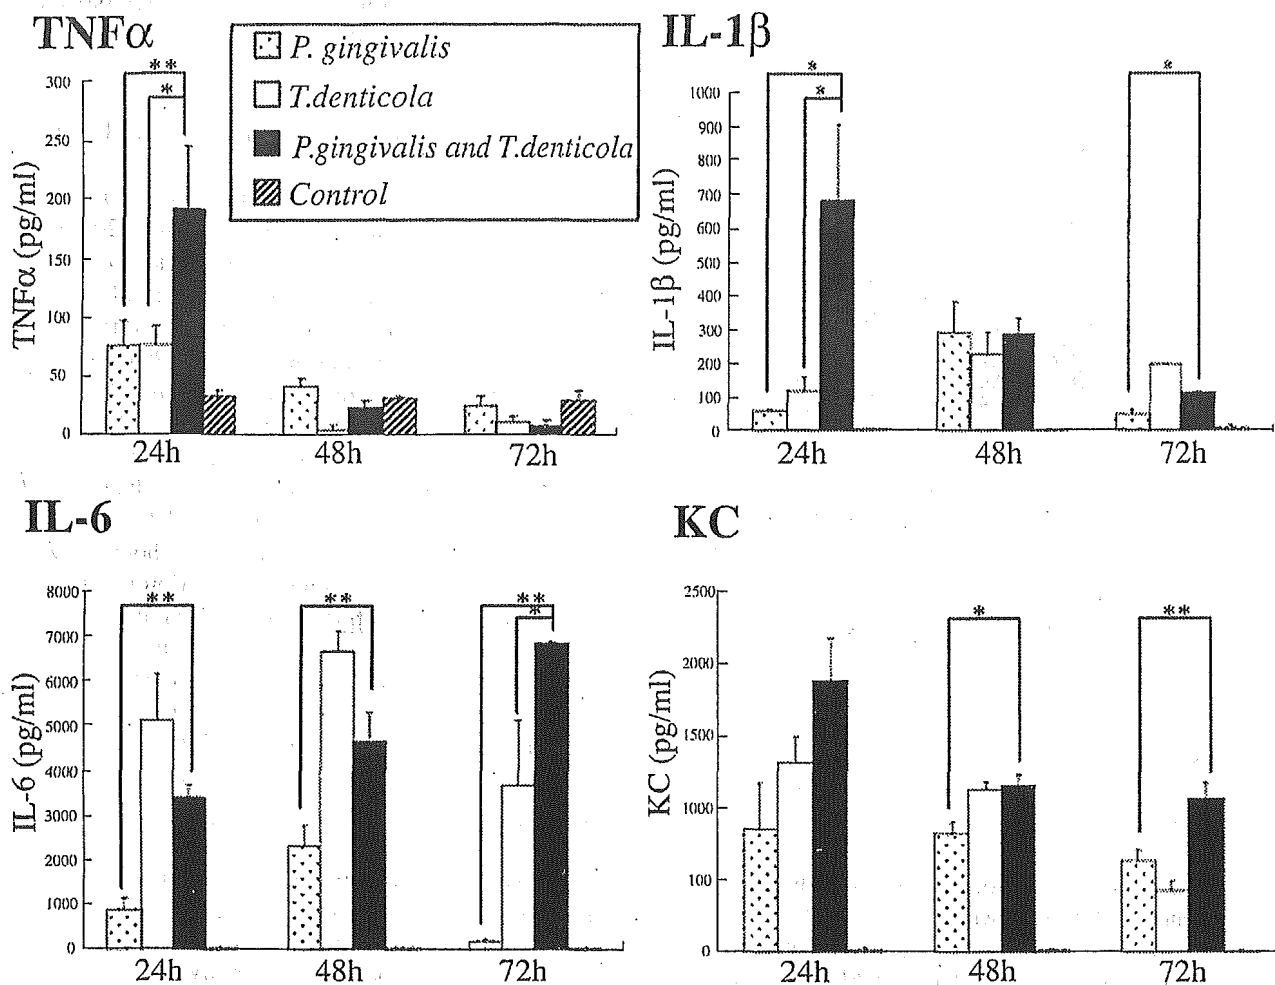 TNFα
P. gingivalis
T.denticola
P.gingivalis and T.denticola
Control
TNFα (pg/ml)
300
250
200
150
100
50
0
**
*
24h
48h
72h
IL-1β
IL-1β (pg/ml)
1000
900
800
700
600
500
400
300
200
100
0
*
*
*
24h
48h
72h
IL-6
IL-6 (pg/ml)
8000
7000
6000
5000
4000
3000
2000
1000
0
**
**
**
*
24h
48h
72h
KC
KC (pg/ml)
2500
2000
1500
1000
100
0
*
**
24h
48h
72h